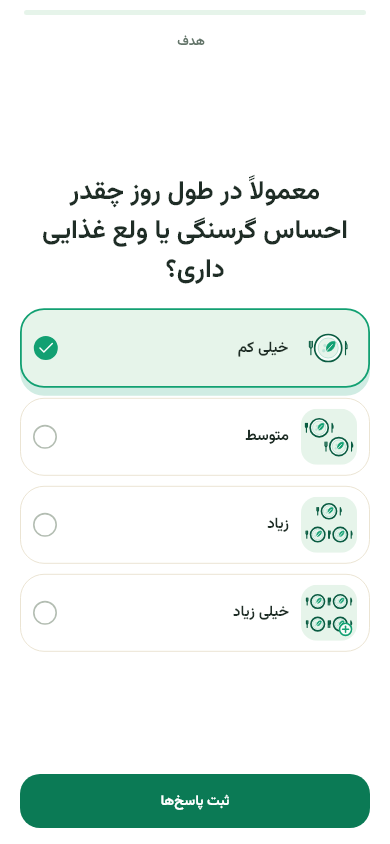 هدف
معمولاً در طول روز چقدر
احساس گرسنگی یا ولع غذایی
داری؟
خیلی کم
متوسط
زیاد
خیلی زیاد
ثبت پاسخ‌ها